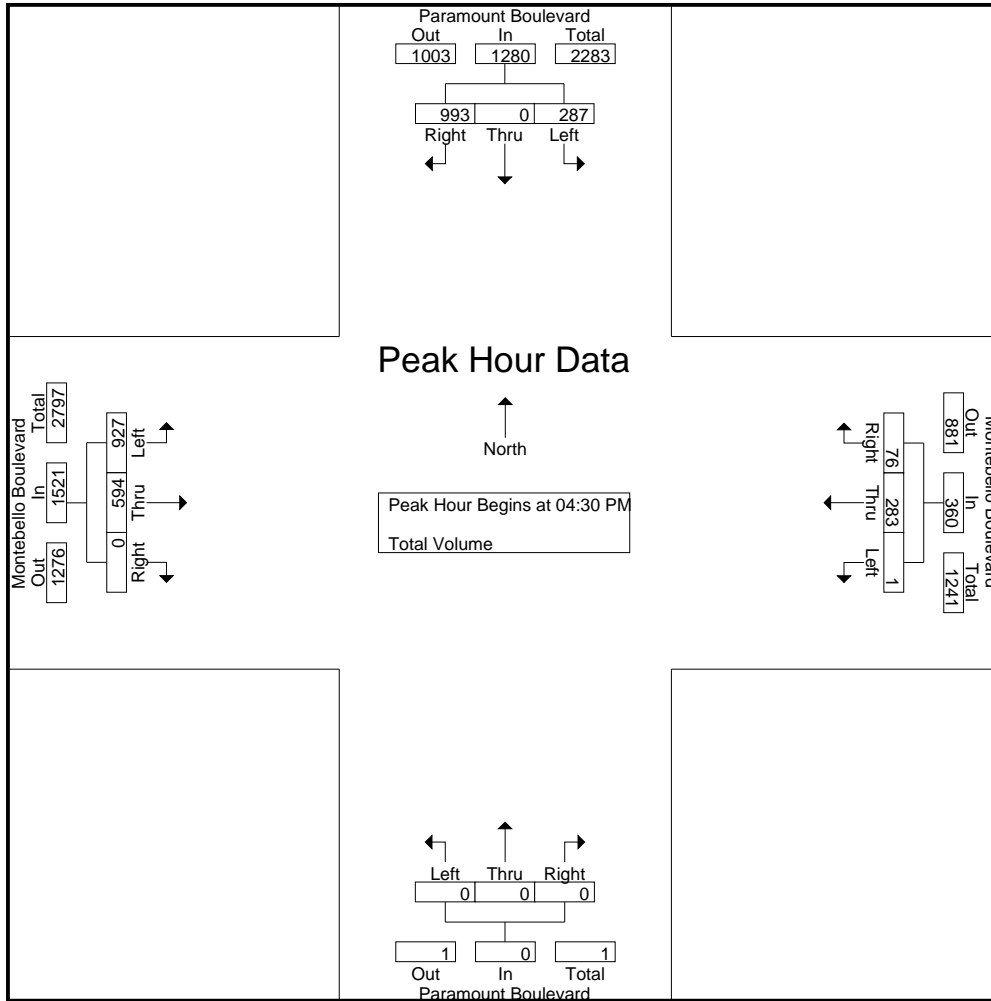 Paramount Boulevard
Out In Total
1003 1280 2283
993 0 287
Right Thru Left
Peak Hour Data
North
Peak Hour Begins at 04:30 PM
Total Volume
Montebello Boulevard
Out In Total
1276 1521 2797
Right Thru Left
0 594 927
Montebello Boulevard
Out In Total
881 360 1241
Right Thru Left
76 283 1
Left Thru Right
0 0 0
1 0 1
Out In Total
Paramount Boulevard